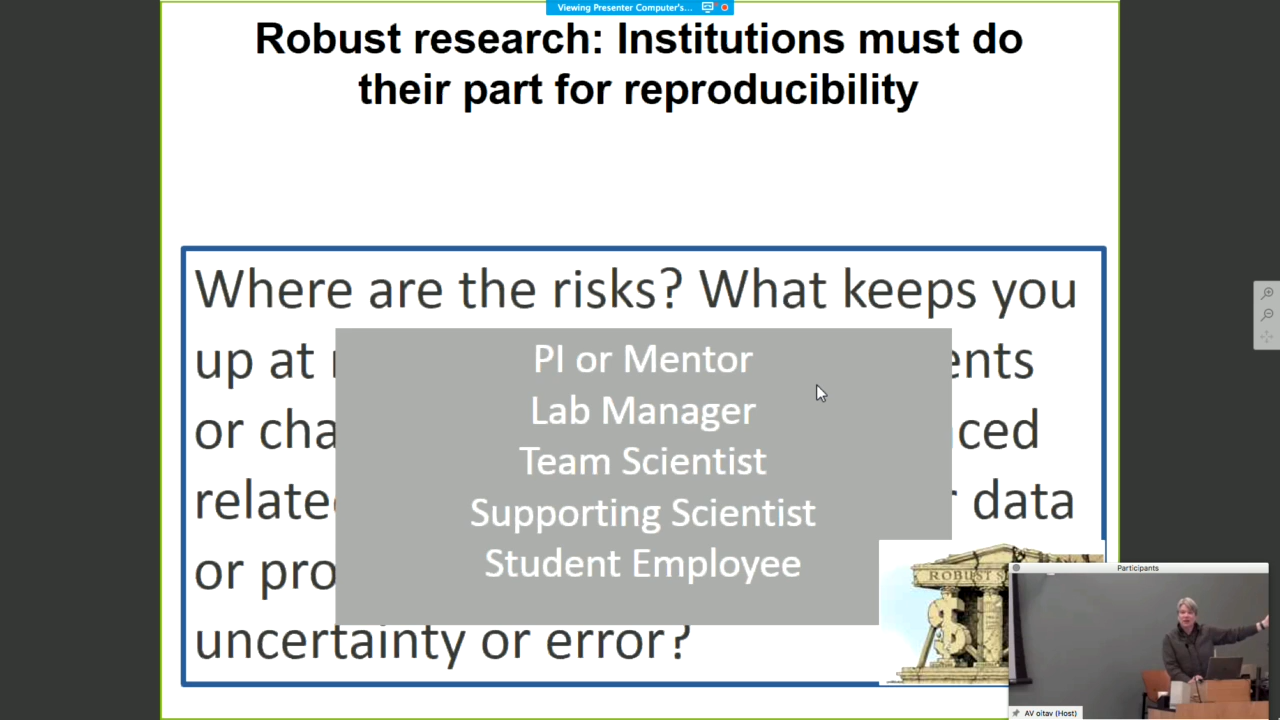 Viewing Presenter Computer's...
Robust research: Institutions must do
their part for reproducibility
Where are the risks? What keeps you
up at
ents
or cha
ced
relate
data
or pro
uncertainty or error?
PI or Mentor
Lab Manager
Team Scientist
Supporting Scientist
Student Employee
ROBUST S
Participants
AV oitav (Host)